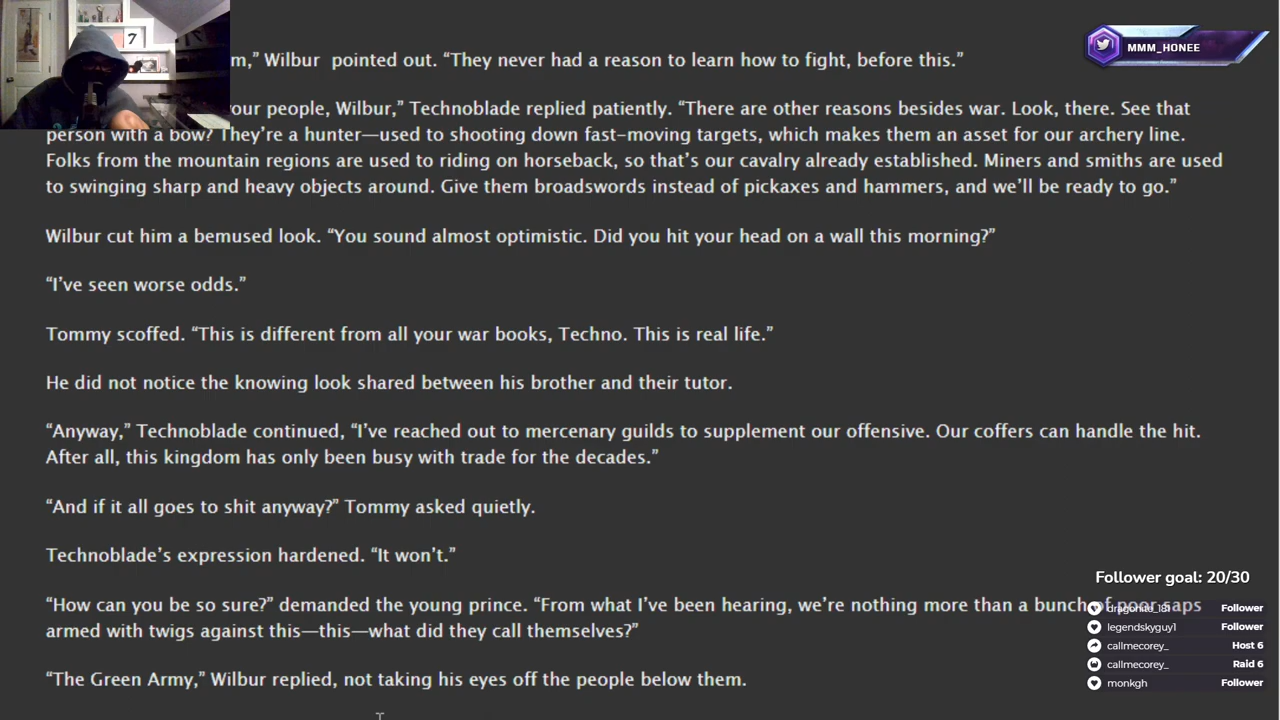 7
MMM_HONEE
m,” Wilbur pointed out. “They never had a reason to learn how to fight, before this.”
our people, Wilbur,” Technoblade replied patiently. “There are other reasons besides war. Look, there. See that
person with a bow? They’re a hunter—used to shooting down fast-moving targets, which makes them an asset for our archery line.
Folks from the mountain regions are used to riding on horseback, so that’s our cavalry already established. Miners and smiths are used
to swinging sharp and heavy objects around. Give them broadswords instead of pickaxes and hammers, and we’ll be ready to go.”
Wilbur cut him a bemused look. “You sound almost optimistic. Did you hit your head on a wall this morning?”
“I’ve seen worse odds.”
Tommy scoffed. “This is different from all your war books, Techno. This is real life.”
He did not notice the knowing look shared between his brother and their tutor.
“Anyway,” Technoblade continued, “I’ve reached out to mercenary guilds to supplement our offensive. Our coffers can handle the hit.
After all, this kingdom has only been busy with trade for the decades.”
“And if it all goes to shit anyway?” Tommy asked quietly.
Technoblade’s expression hardened. “It won’t.”
“How can you be so sure?” demanded the young prince. “From what I’ve been hearing, we’re nothing more than a bunch of poor saps
armed with twigs against this—this—what did they call themselves?”
“The Green Army,” Wilbur replied, not taking his eyes off the people below them.
Follower goal: 20/30
dragonite_181 Follower
legendskyguy1 Follower
callmecorey_ Host 6
callmecorey_ Raid 6
monkgh Follower